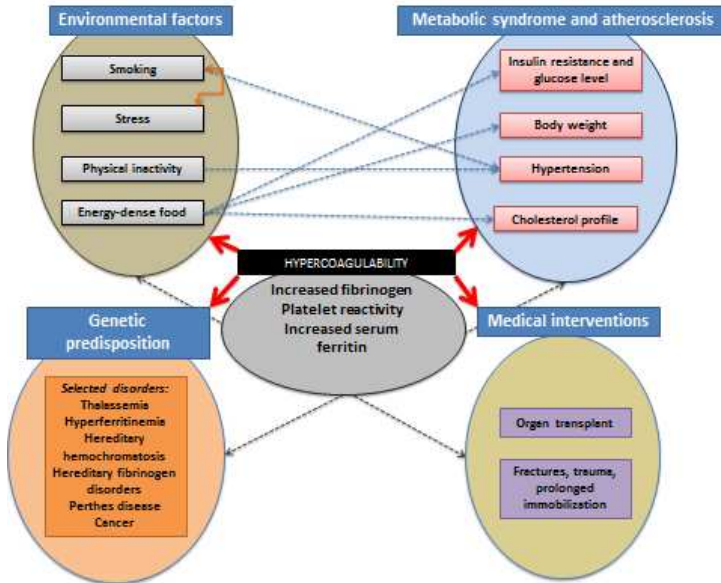 Environmental factors
Smoking
Stress
Physical inactivity
Energy-dense food
Metabolic syndrome and atherosclerosis
Insulin resistance and
glucose level
Body weight
Hypertension
Cholesterol profile
HYPERCOAGULABILITY
Increased fibrinogen
Platelet reactivity
Increased serum
ferritin
Genetic
predisposition
Selected disorders:
Thalassemia
Hyperferritinemia
Hereditary
hemochromatosis
Hereditary fibrinogen
disorders
Perthes disease
Cancer
Medical interventions
Organ transplant
Fractures, trauma,
prolonged
immobilization